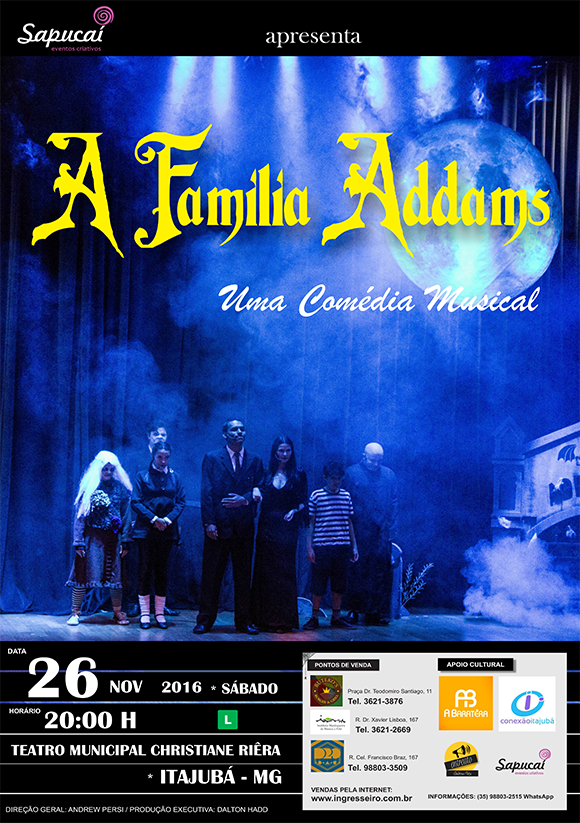 Sapucaí
eventos criativos
apresenta
A Família Addams
Uma Comédia Musical
DATA
26 NOV 2016 * SÁBADO
HORÁRIO
20:00 H
L
TEATRO MUNICIPAL CHRISTIANE RIÊRA
* ITAJUBÁ - MG
DIREÇÃO GERAL: ANDREW PERSI / PRODUÇÃO EXECUTIVA: DALTON HADD
PONTOS DE VENDA
Praça Dr. Teodomiro Santiago, 11
Tel. 3621-3876
R. Dr. Xavier Lisboa, 167
Tel. 3621-2669
R. Cel. Francisco Braz, 167
Tel. 98803-3509
VENDAS PELA INTERNET:
www.ingresseiro.com.br
APOIO CULTURAL
A BARATÉRA
conexãoitajubá
Sapucaí
eventos criativos
INFORMAÇÕES: (35) 98803-2515 WhatsApp